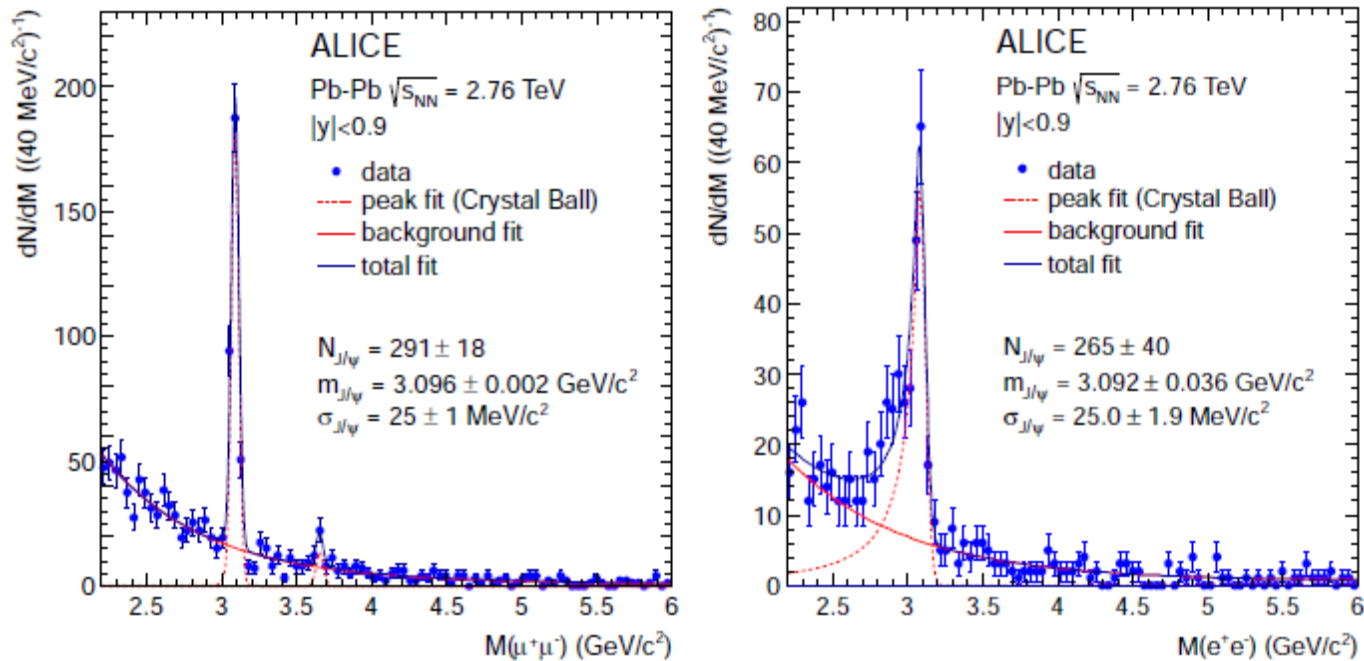 ALICE
Pb-Pb √sNN = 2.76 TeV
|y|<0.9
data
peak fit (Crystal Ball)
background fit
total fit
NJ/ψ = 291 ± 18
mJ/ψ = 3.096 ± 0.002 GeV/c²
σJ/ψ = 25 ± 1 MeV/c²
dN/dM ((40 MeV/c²)⁻¹)
200
150
100
50
0
2.5 3 3.5 4 4.5 5 5.5 6
M(μ⁺μ⁻) (GeV/c²)
ALICE
Pb-Pb √sNN = 2.76 TeV
|y|<0.9
data
peak fit (Crystal Ball)
background fit
total fit
NJ/ψ = 265 ± 40
mJ/ψ = 3.092 ± 0.036 GeV/c²
σJ/ψ = 25.0 ± 1.9 MeV/c²
dN/dM ((40 MeV/c²)⁻¹)
80
70
60
50
40
30
20
10
0
2.5 3 3.5 4 4.5 5 5.5 6
M(e⁺e⁻) (GeV/c²)